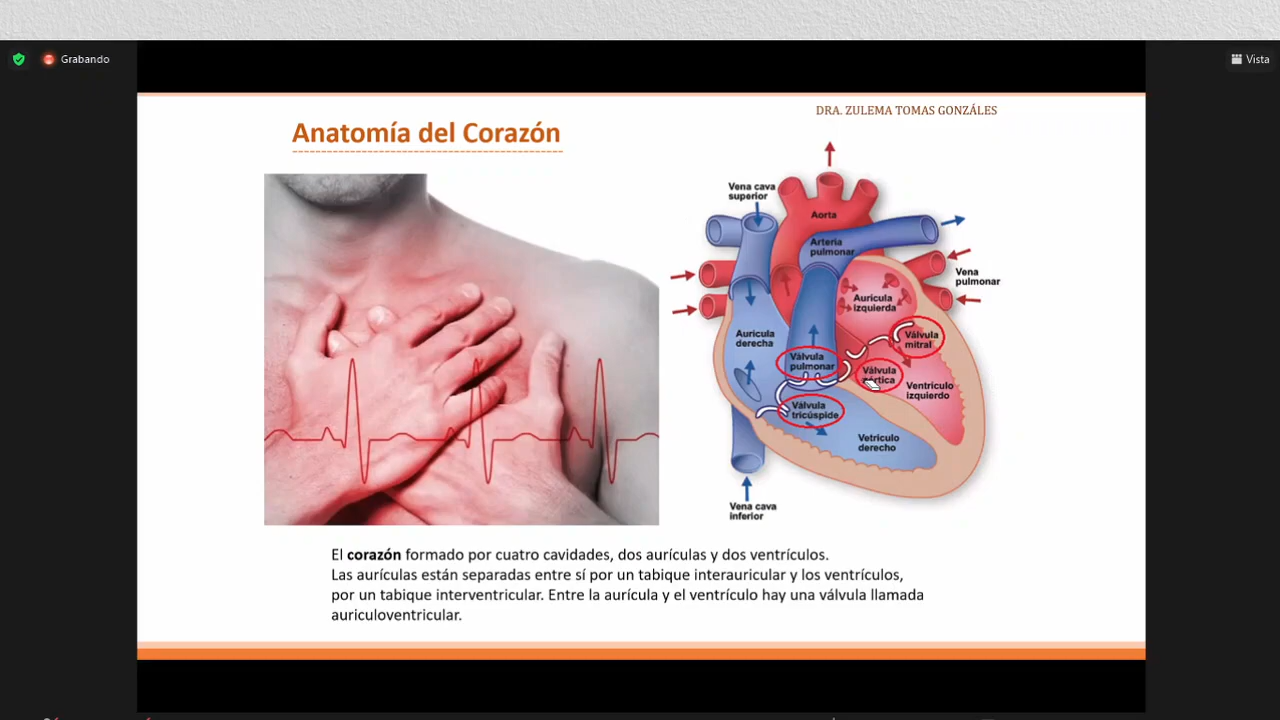 Grabando
Vista
DRA. ZULEMA TOMAS GONZÁLES
Anatomía del Corazón
Vena cava
superior
Aorta
Arteria
pulmonar
Vena
pulmonar
Aurícula
izquierda
Aurícula
derecha
Válvula
mitral
Válvula
pulmonar
Válvula
aórtica
Ventrículo
izquierdo
Válvula
tricúspide
Vetrículo
derecho
Vena cava
inferior
El corazón formado por cuatro cavidades, dos aurículas y dos ventrículos.
Las aurículas están separadas entre sí por un tabique interauricular y los ventrículos,
por un tabique interventricular. Entre la aurícula y el ventrículo hay una válvula llamada
auriculoventricular.